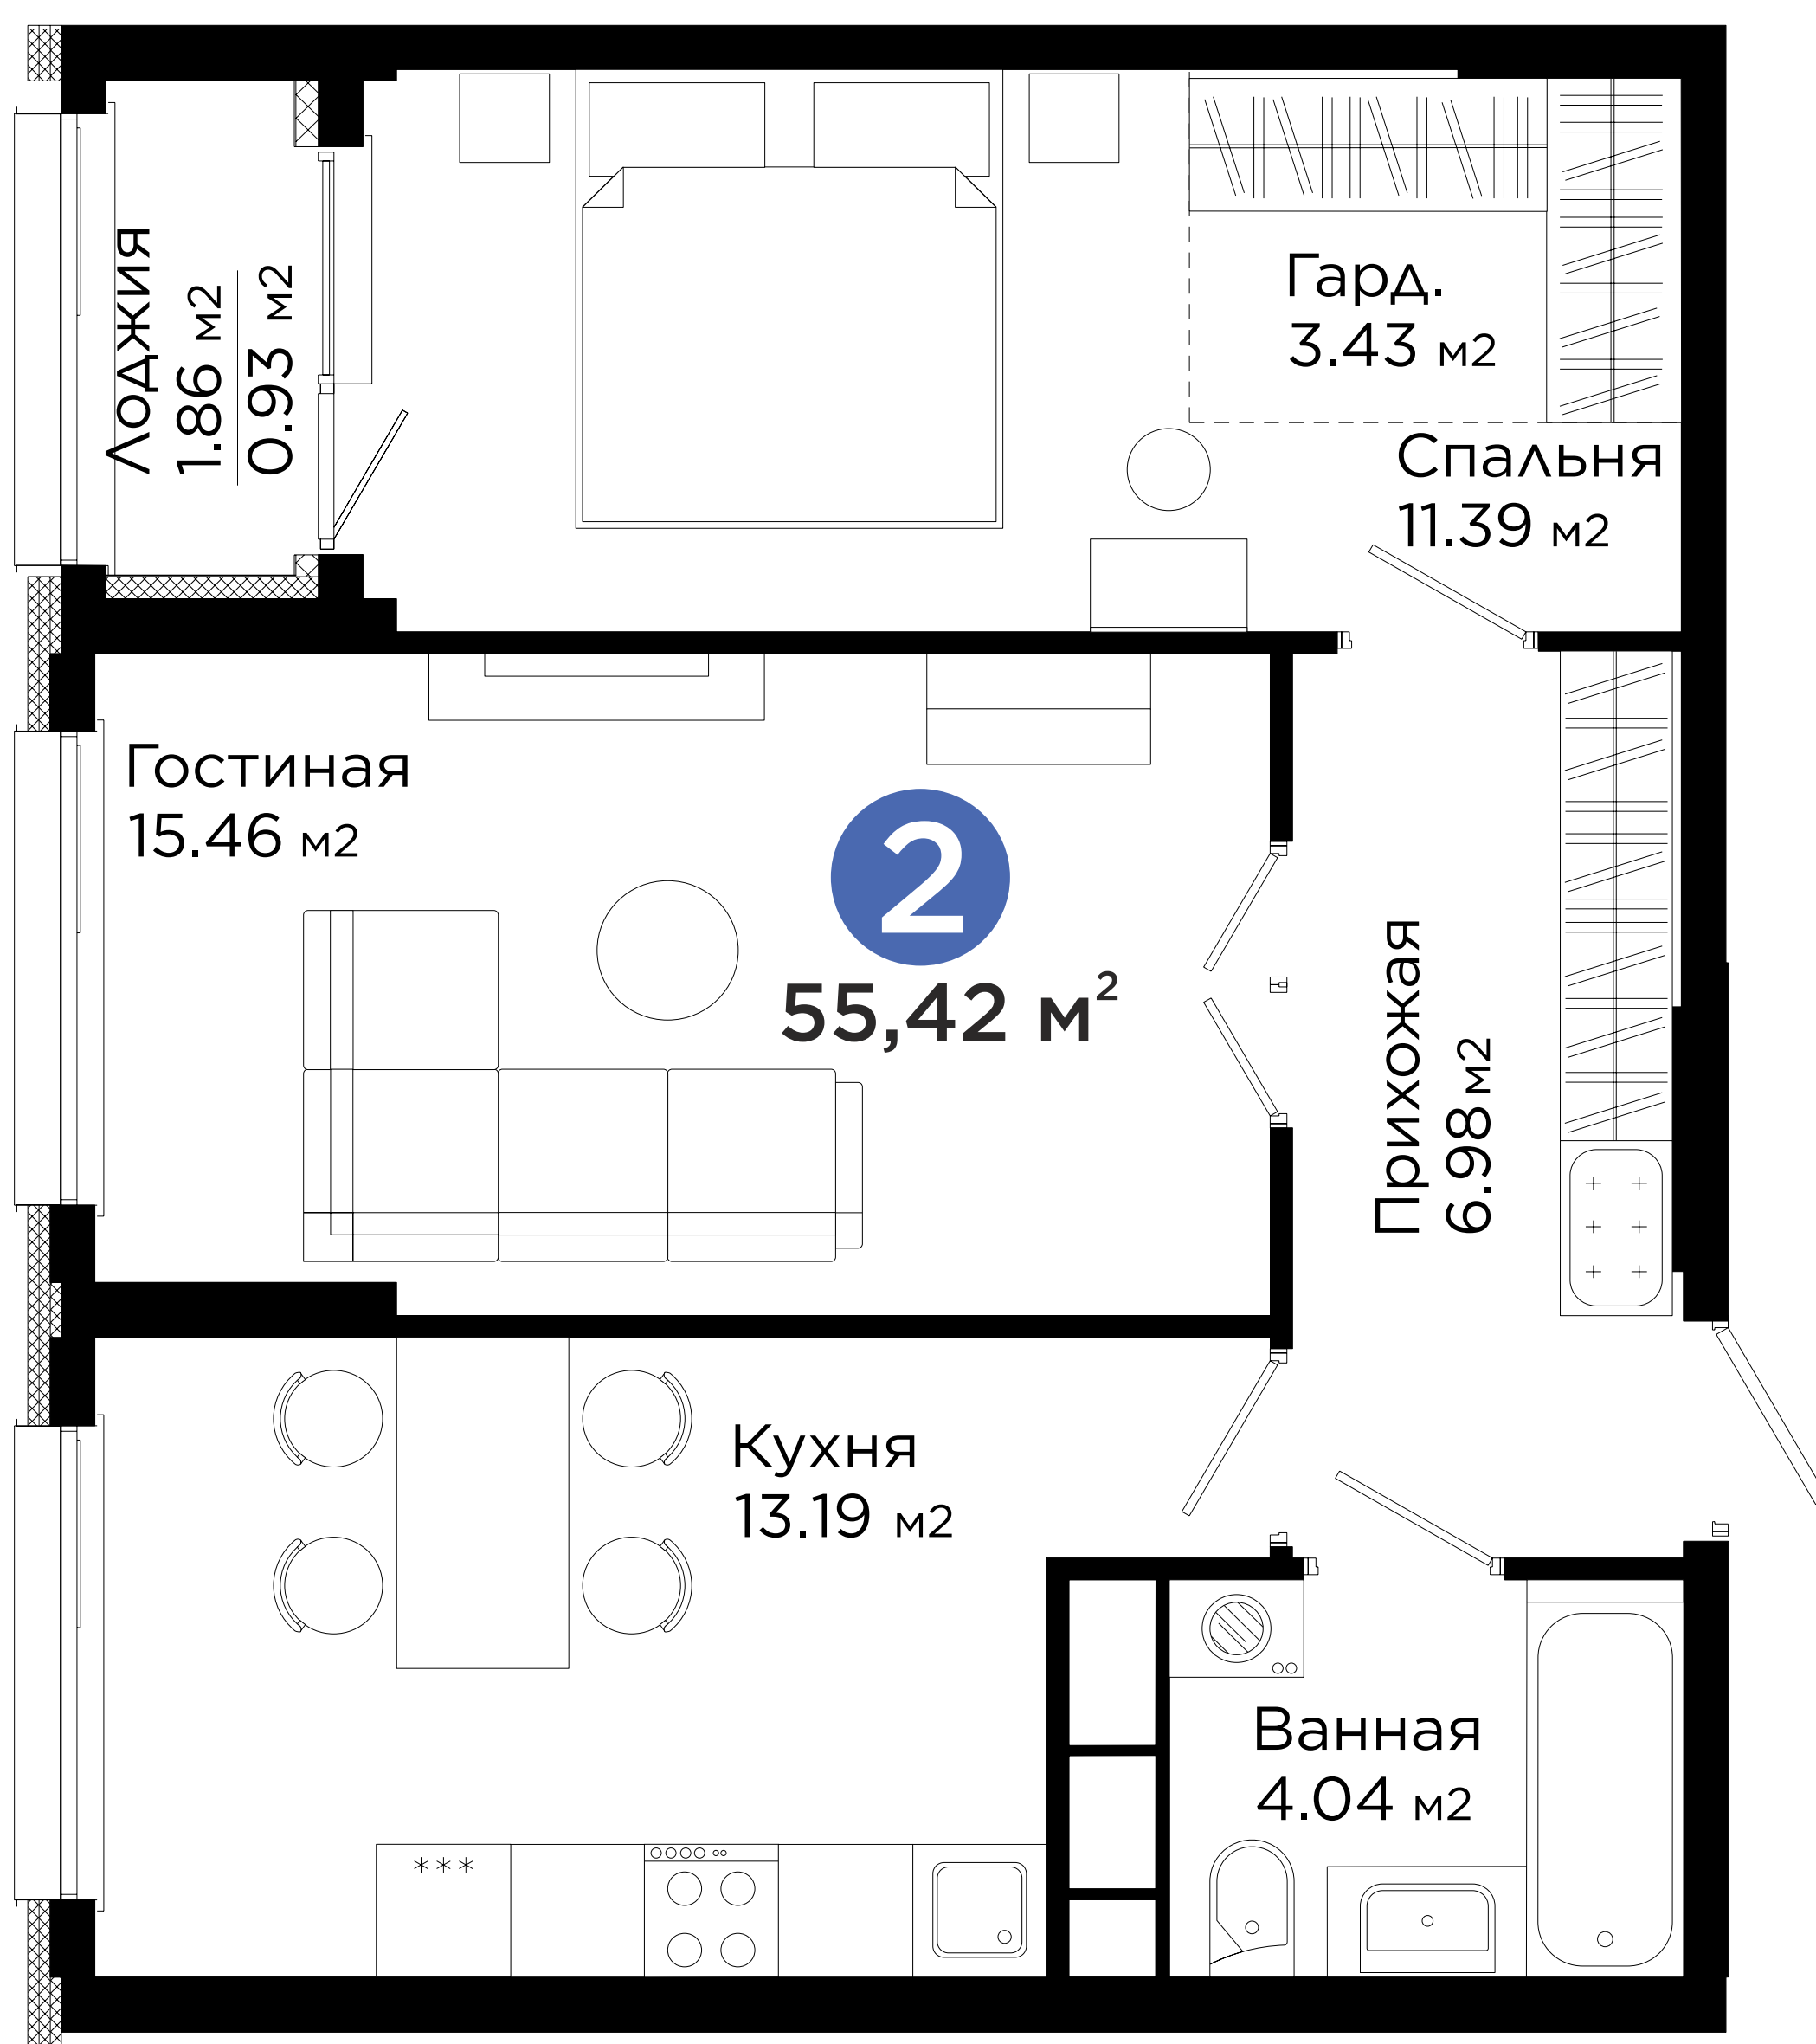 Лоджия
1.86 м2
0.93 м2
Гард.
3.43 м2
Спальня
11.39 м2
Гостиная
15.46 м2
2
55,42 м²
Прихожая
6.98 м2
Кухня
13.19 м2
Ванная
4.04 м2